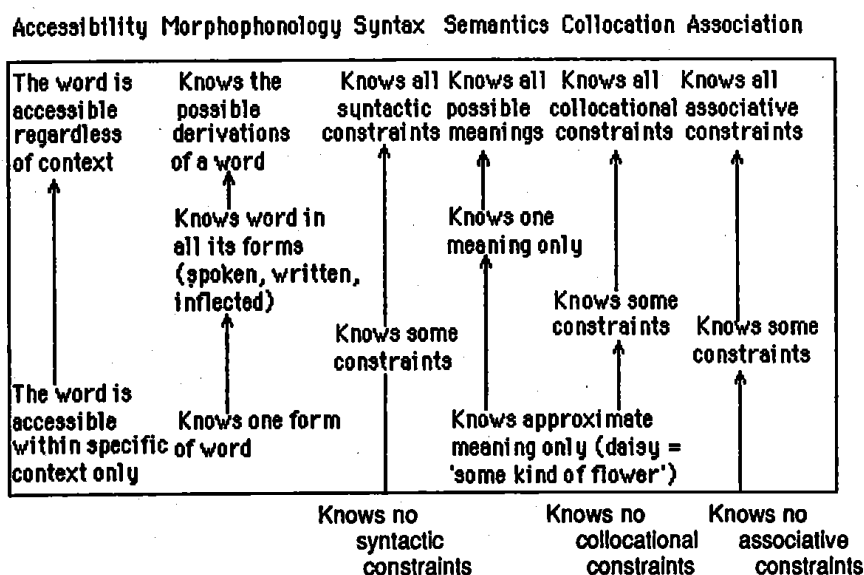 Accessibility Morphophonology Syntax Semantics Collocation Association
The word is
accessible
regardless
of context
The word is
accessible
within specific
context only
Knows the
possible
derivations
of a word
Knows word in
all its forms
(spoken, written,
inflected)
Knows one form
of word
Knows all
syntactic
constraints
Knows some
constraints
Knows no
syntactic
constraints
Knows all
possible
meanings
Knows one
meaning only
Knows approximate
meaning only (daisy =
'some kind of flower')
Knows all
collocational
constraints
Knows some
constraints
Knows no
collocational
constraints
Knows all
associative
constraints
Knows some
constraints
Knows no
associative
constraints